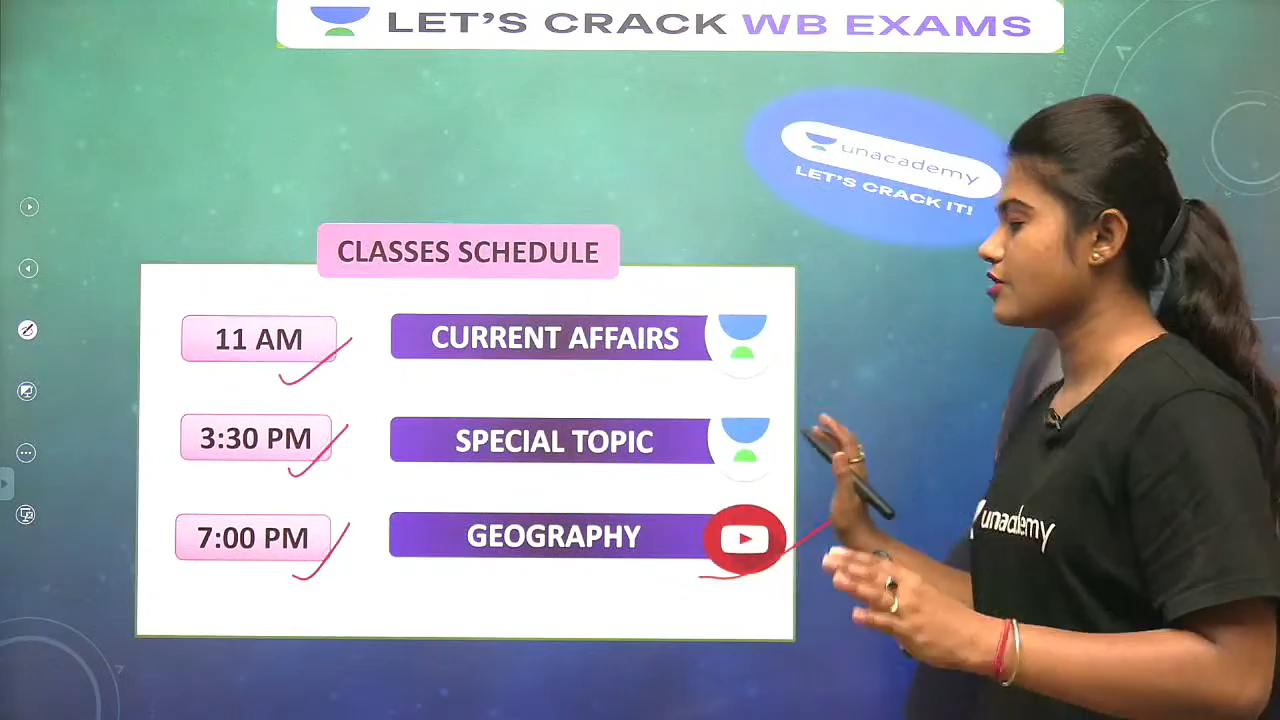 LET'S CRACK WB EXAMS
unacademy
LET'S CRACK IT!
CLASSES SCHEDULE
11 AM CURRENT AFFAIRS
3:30 PM SPECIAL TOPIC
7:00 PM GEOGRAPHY
unacademy